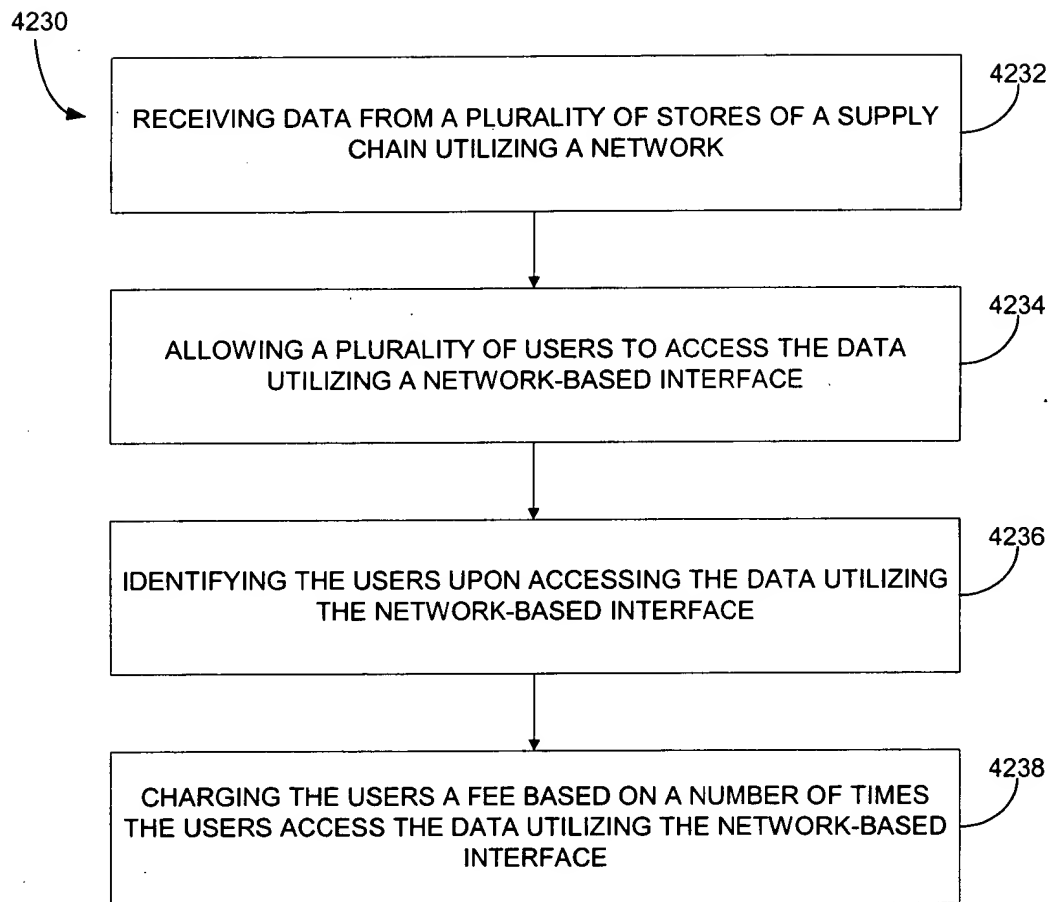 4230
4232
RECEIVING DATA FROM A PLURALITY OF STORES OF A SUPPLY
CHAIN UTILIZING A NETWORK
4234
ALLOWING A PLURALITY OF USERS TO ACCESS THE DATA
UTILIZING A NETWORK-BASED INTERFACE
4236
IDENTIFYING THE USERS UPON ACCESSING THE DATA UTILIZING
THE NETWORK-BASED INTERFACE
4238
CHARGING THE USERS A FEE BASED ON A NUMBER OF TIMES
THE USERS ACCESS THE DATA UTILIZING THE NETWORK-BASED
INTERFACE